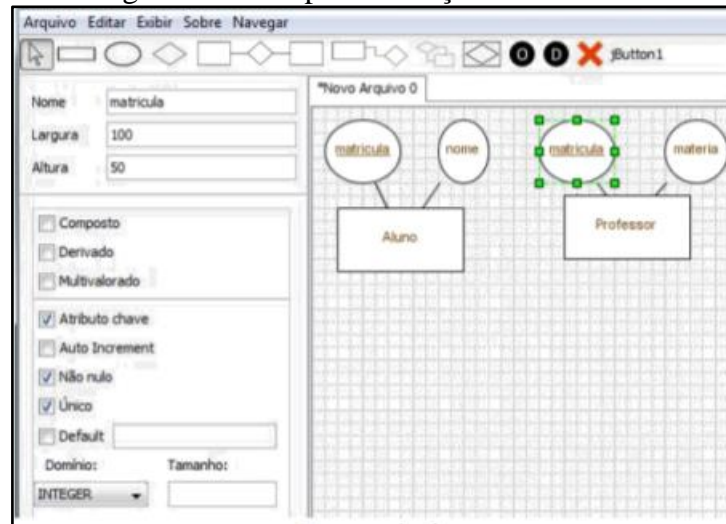 Arquivo Editar Exibir Sobre Navegar
O D jButton1
Nome matricula
Largura 100
Altura 50
Composto
Derivado
Multivalorado
Atributo chave
Auto Increment
Não nulo
Único
Default
Domínio: Tamanho:
INTEGER
*Novo Arquivo 0
matricula nome matricula materia
Aluno Professor